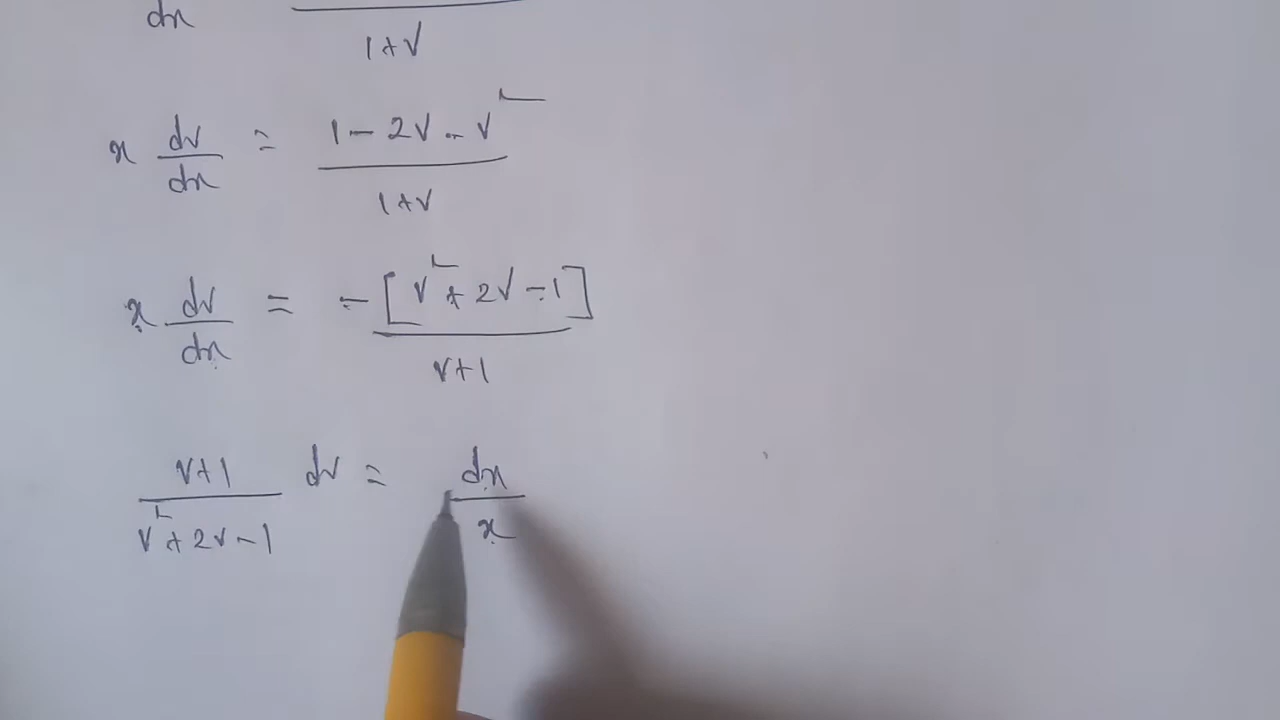 dx 1+v
x dv/dx = 1 - 2v - v² / 1+v
x dv/dx = - [v² + 2v - 1] / v+1
v+1 / v² + 2v - 1 dv = dx / x